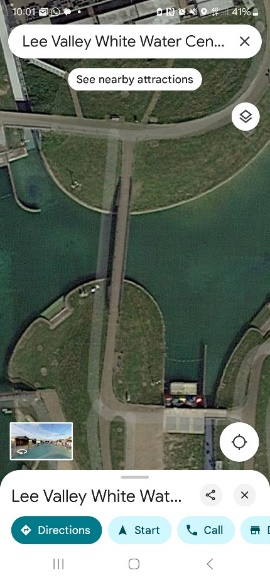 10:01 41%
Lee Valley White Water Cen...
See nearby attractions
Lee Valley White Wat...
Directions Start Call D